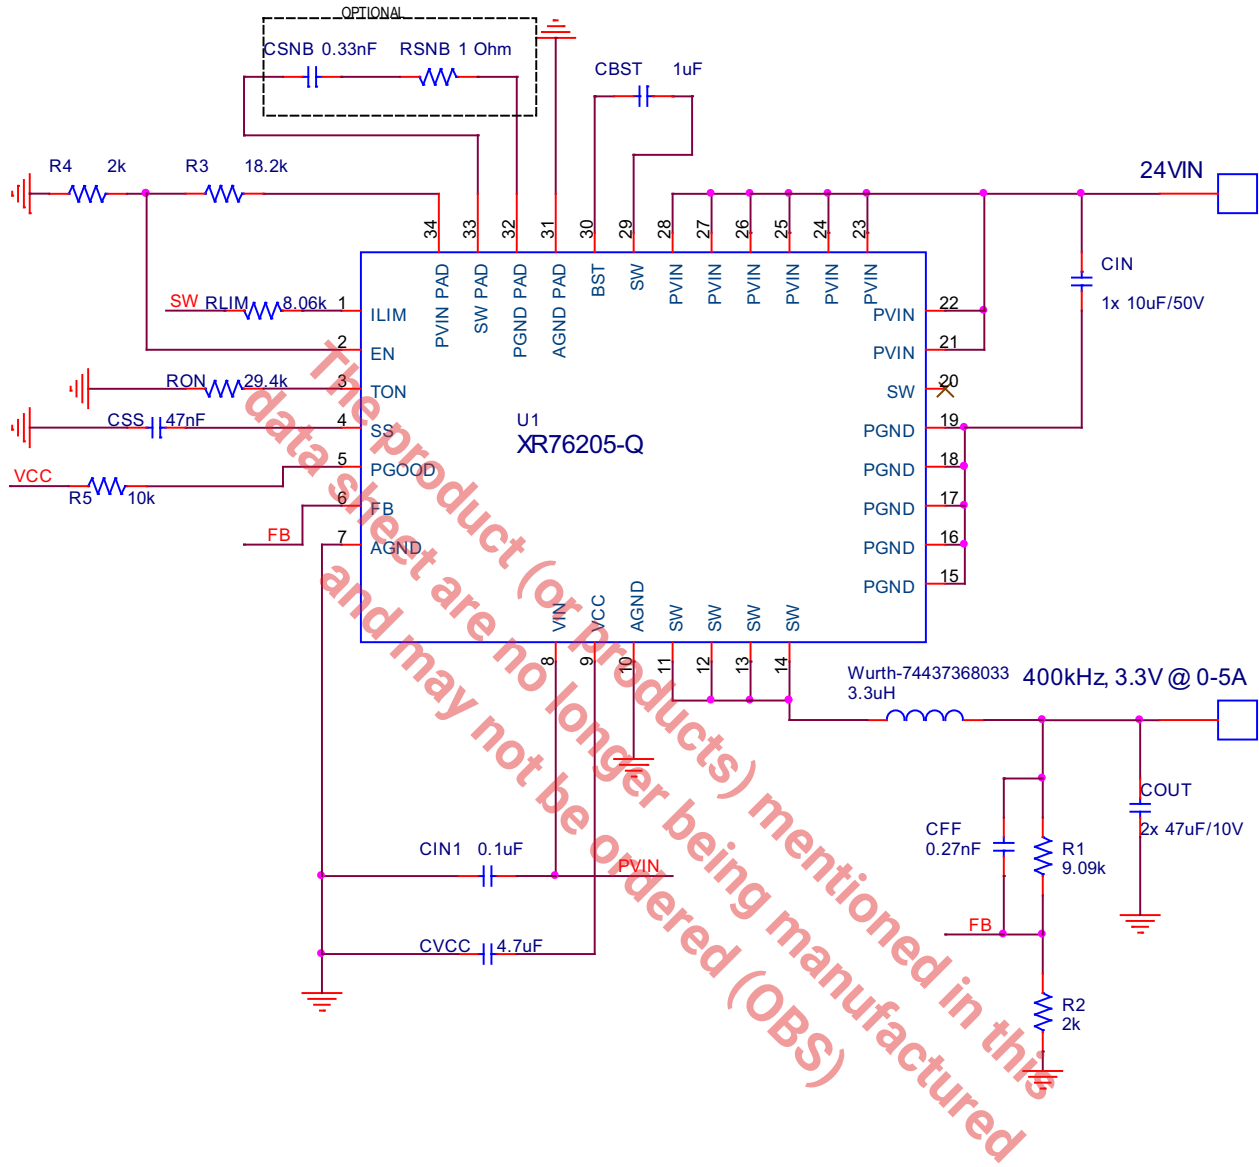 OPTIONAL
CSNB 0.33nF RSNB 1 Ohm
CBST 1uF
R4 2k R3 18.2k
24VIN
34 33 32 31 30 29 28 27 26 25 24 23
PVIN PAD
SW PAD
PGND PAD
AGND PAD
BST
SW
PVIN
PVIN
PVIN
PVIN
PVIN
PVIN
CIN
1x 10uF/50V
SW RLIM 8.06k 1 ILIM
2 EN
RON 29.4k 3 TON
CSS 47nF 4 SS
VCC R5 10k 5 PGOOD
FB 6 FB
7 AGND
U1
XR76205-Q
PVIN 22
PVIN 21
SW 20
PGND 19
PGND 18
PGND 17
PGND 16
PGND 15
VIN
VCC
AGND
SW
SW
SW
SW
8 9 10 11 12 13 14
Wurth-74437368033
3.3uH
400kHz, 3.3V @ 0-5A
COUT
2x 47uF/10V
CFF
0.27nF
R1
9.09k
CIN1 0.1uF
PVIN
FB
CVCC 4.7uF
R2
2k
The product (or products) mentioned in this
data sheet are no longer being manufactured
and may not be ordered (OBS)